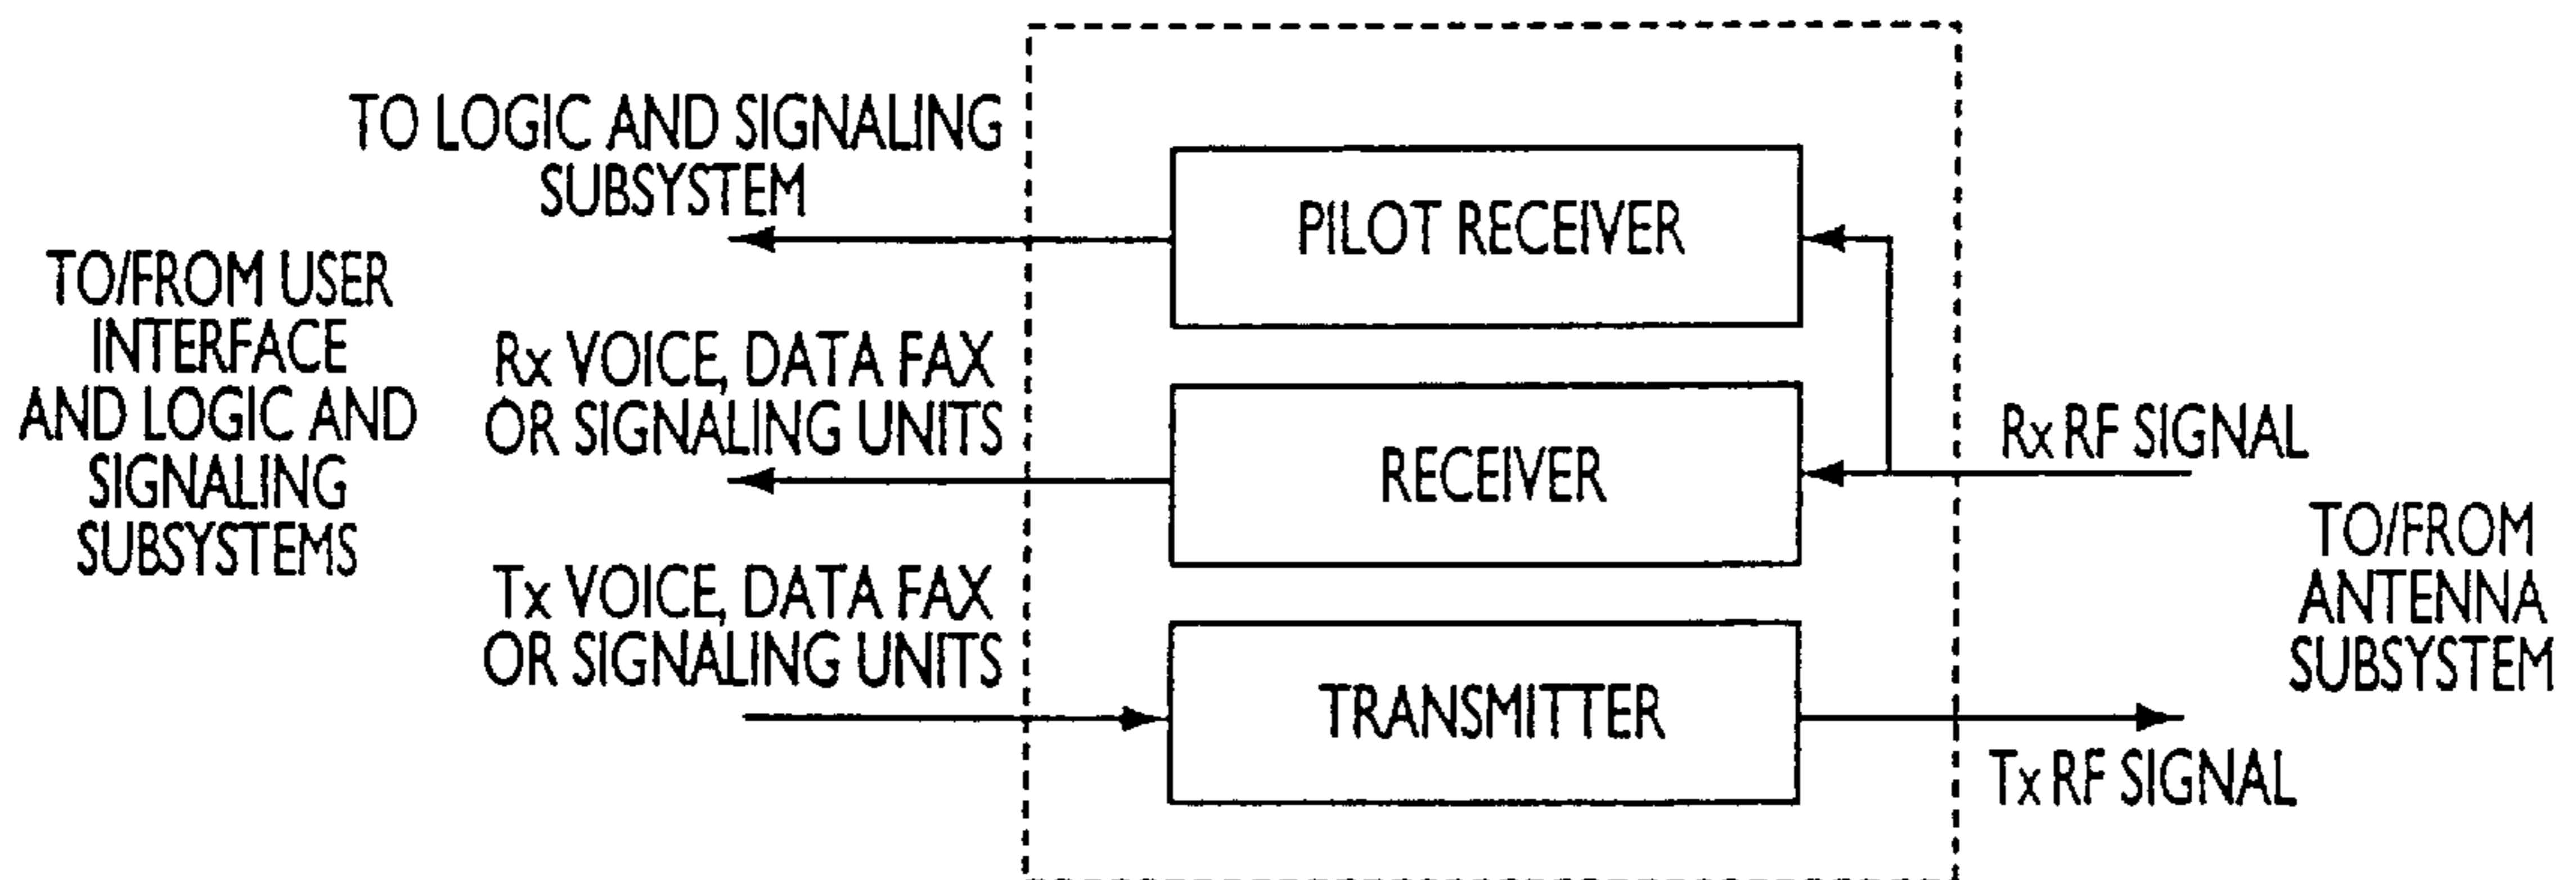 TO LOGIC AND SIGNALING
SUBSYSTEM
TO/FROM USER
INTERFACE
AND LOGIC AND
SIGNALING
SUBSYSTEMS
Rx VOICE, DATA FAX
OR SIGNALING UNITS
Tx VOICE, DATA FAX
OR SIGNALING UNITS
PILOT RECEIVER
RECEIVER
TRANSMITTER
Rx RF SIGNAL
TO/FROM
ANTENNA
SUBSYSTEM
Tx RF SIGNAL